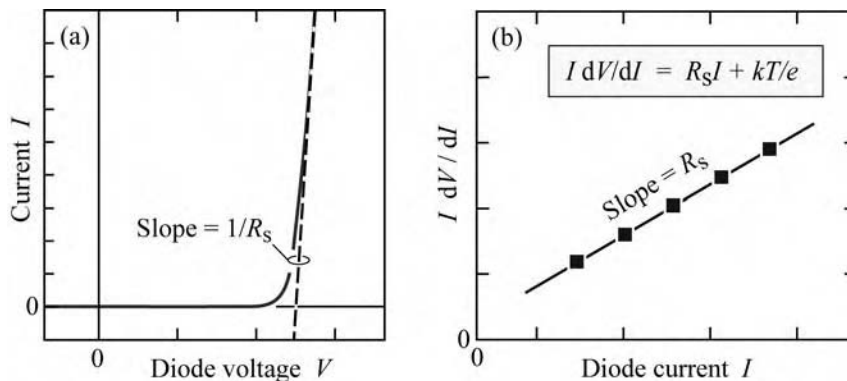 (a)
Current I
Slope = 1/Rs
0
0
Diode voltage V
(b)
I dV/dI = RsI + kT/e
I dV / dI
Slope = Rs
0
0
Diode current I